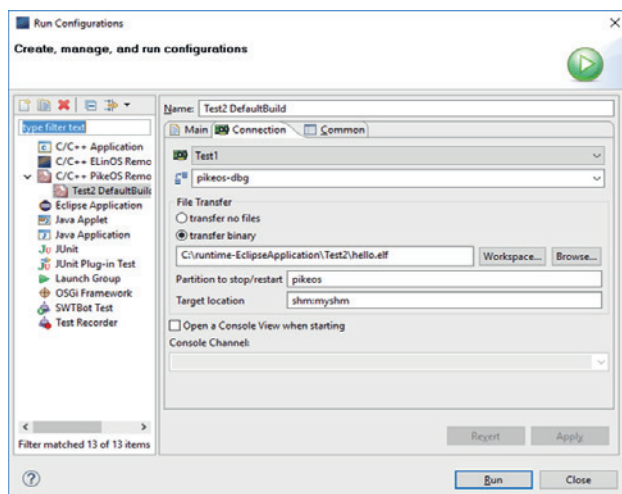 Run Configurations
Create, manage, and run configurations
type filter text
C/C++ Application
C/C++ ELinOS Remo
C/C++ PikeOS Remo
Test2 DefaultBuild
Eclipse Application
Java Applet
Java Application
JUnit
JUnit Plug-in Test
Launch Group
OSGi Framework
SWTBot Test
Test Recorder
Filter matched 13 of 13 items
Name: Test2 DefaultBuild
Main Connection Common
Test1
pikeos-dbg
File Transfer
transfer no files
transfer binary
C:\runtime-EclipseApplication\Test2\hello.elf Workspace... Browse...
Partition to stop/restart pikeos
Target location shm:myshm
Open a Console View when starting
Console Channel:
Revert Apply
Run Close